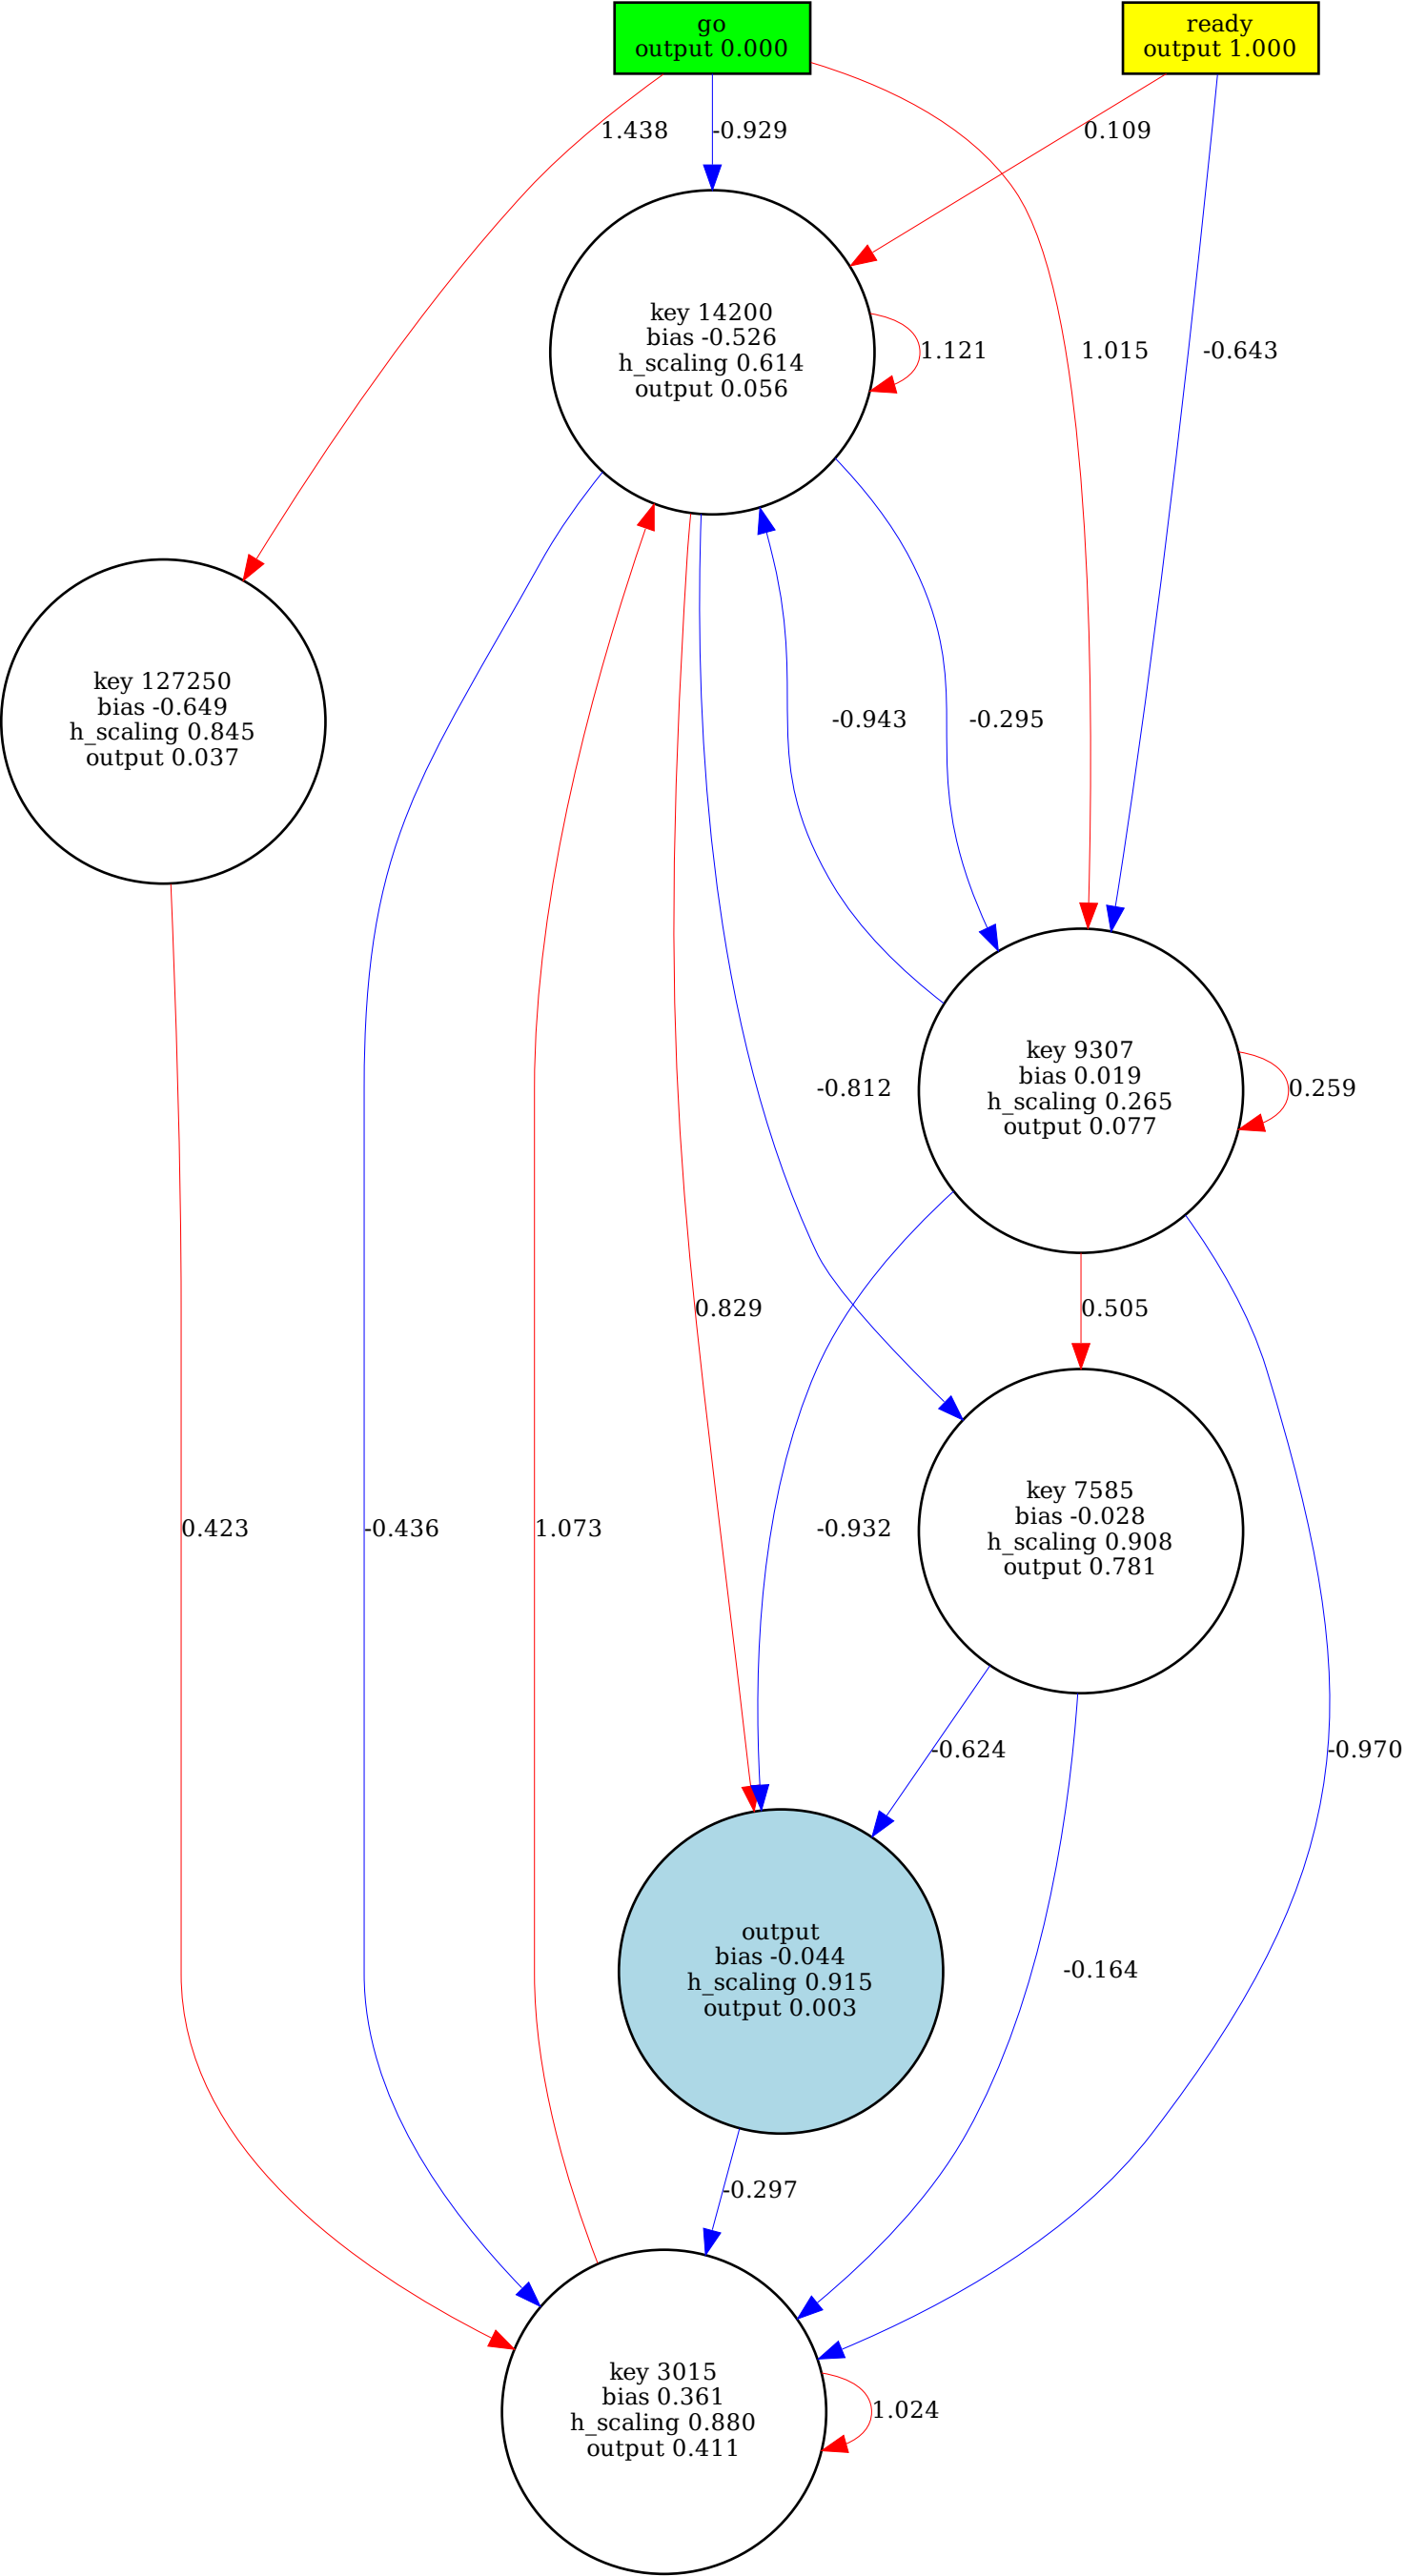 go
output 0.000
ready
output 1.000
1.438
-0.929
0.109
key 14200
bias -0.526
h_scaling 0.614
output 0.056
1.121
1.015
-0.643
key 127250
bias -0.649
h_scaling 0.845
output 0.037
-0.943
-0.295
key 9307
bias 0.019
h_scaling 0.265
output 0.077
-0.812
0.259
0.829
0.505
key 7585
bias -0.028
h_scaling 0.908
output 0.781
0.423
-0.436
1.073
-0.932
-0.624
-0.970
output
bias -0.044
h_scaling 0.915
output 0.003
-0.164
-0.297
key 3015
bias 0.361
h_scaling 0.880
output 0.411
1.024